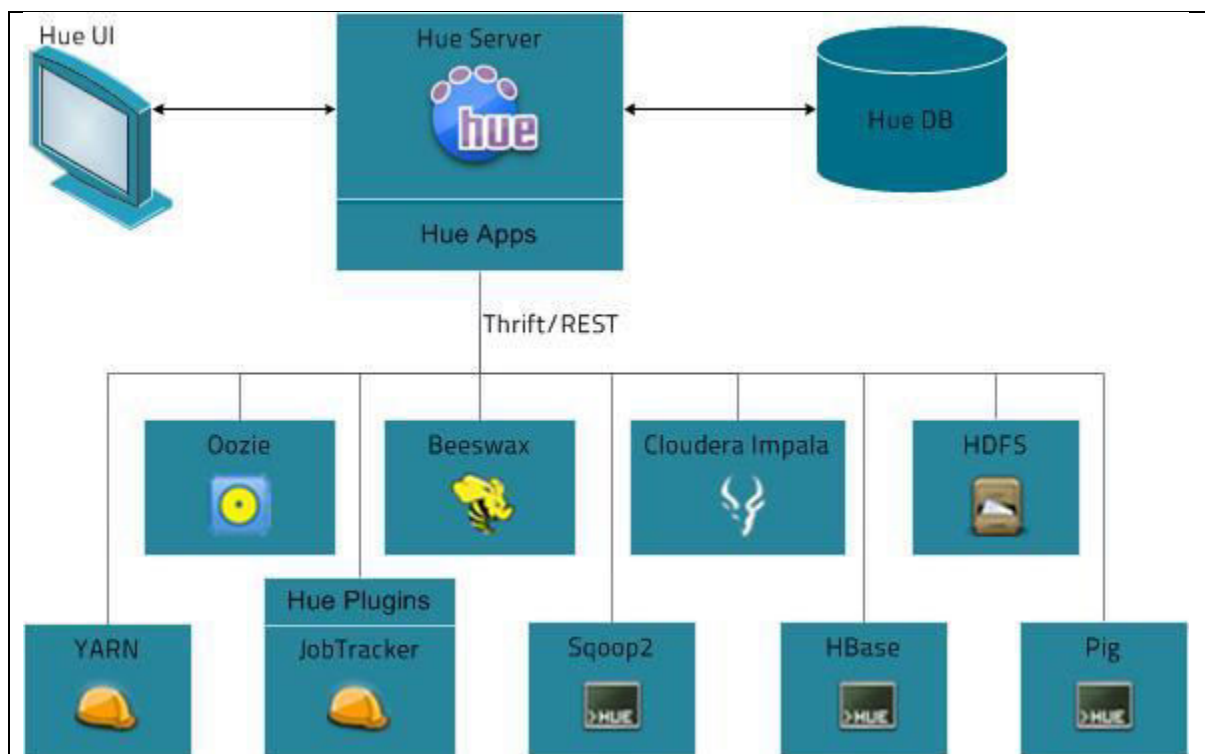 Hue UI
Hue Server
hue
Hue DB
Hue Apps
Thrift/REST
Oozie
Beeswax
Cloudera Impala
HDFS
Hue Plugins
YARN
JobTracker
Sqoop2
HBase
Pig
>HUE
>HUE
>HUE